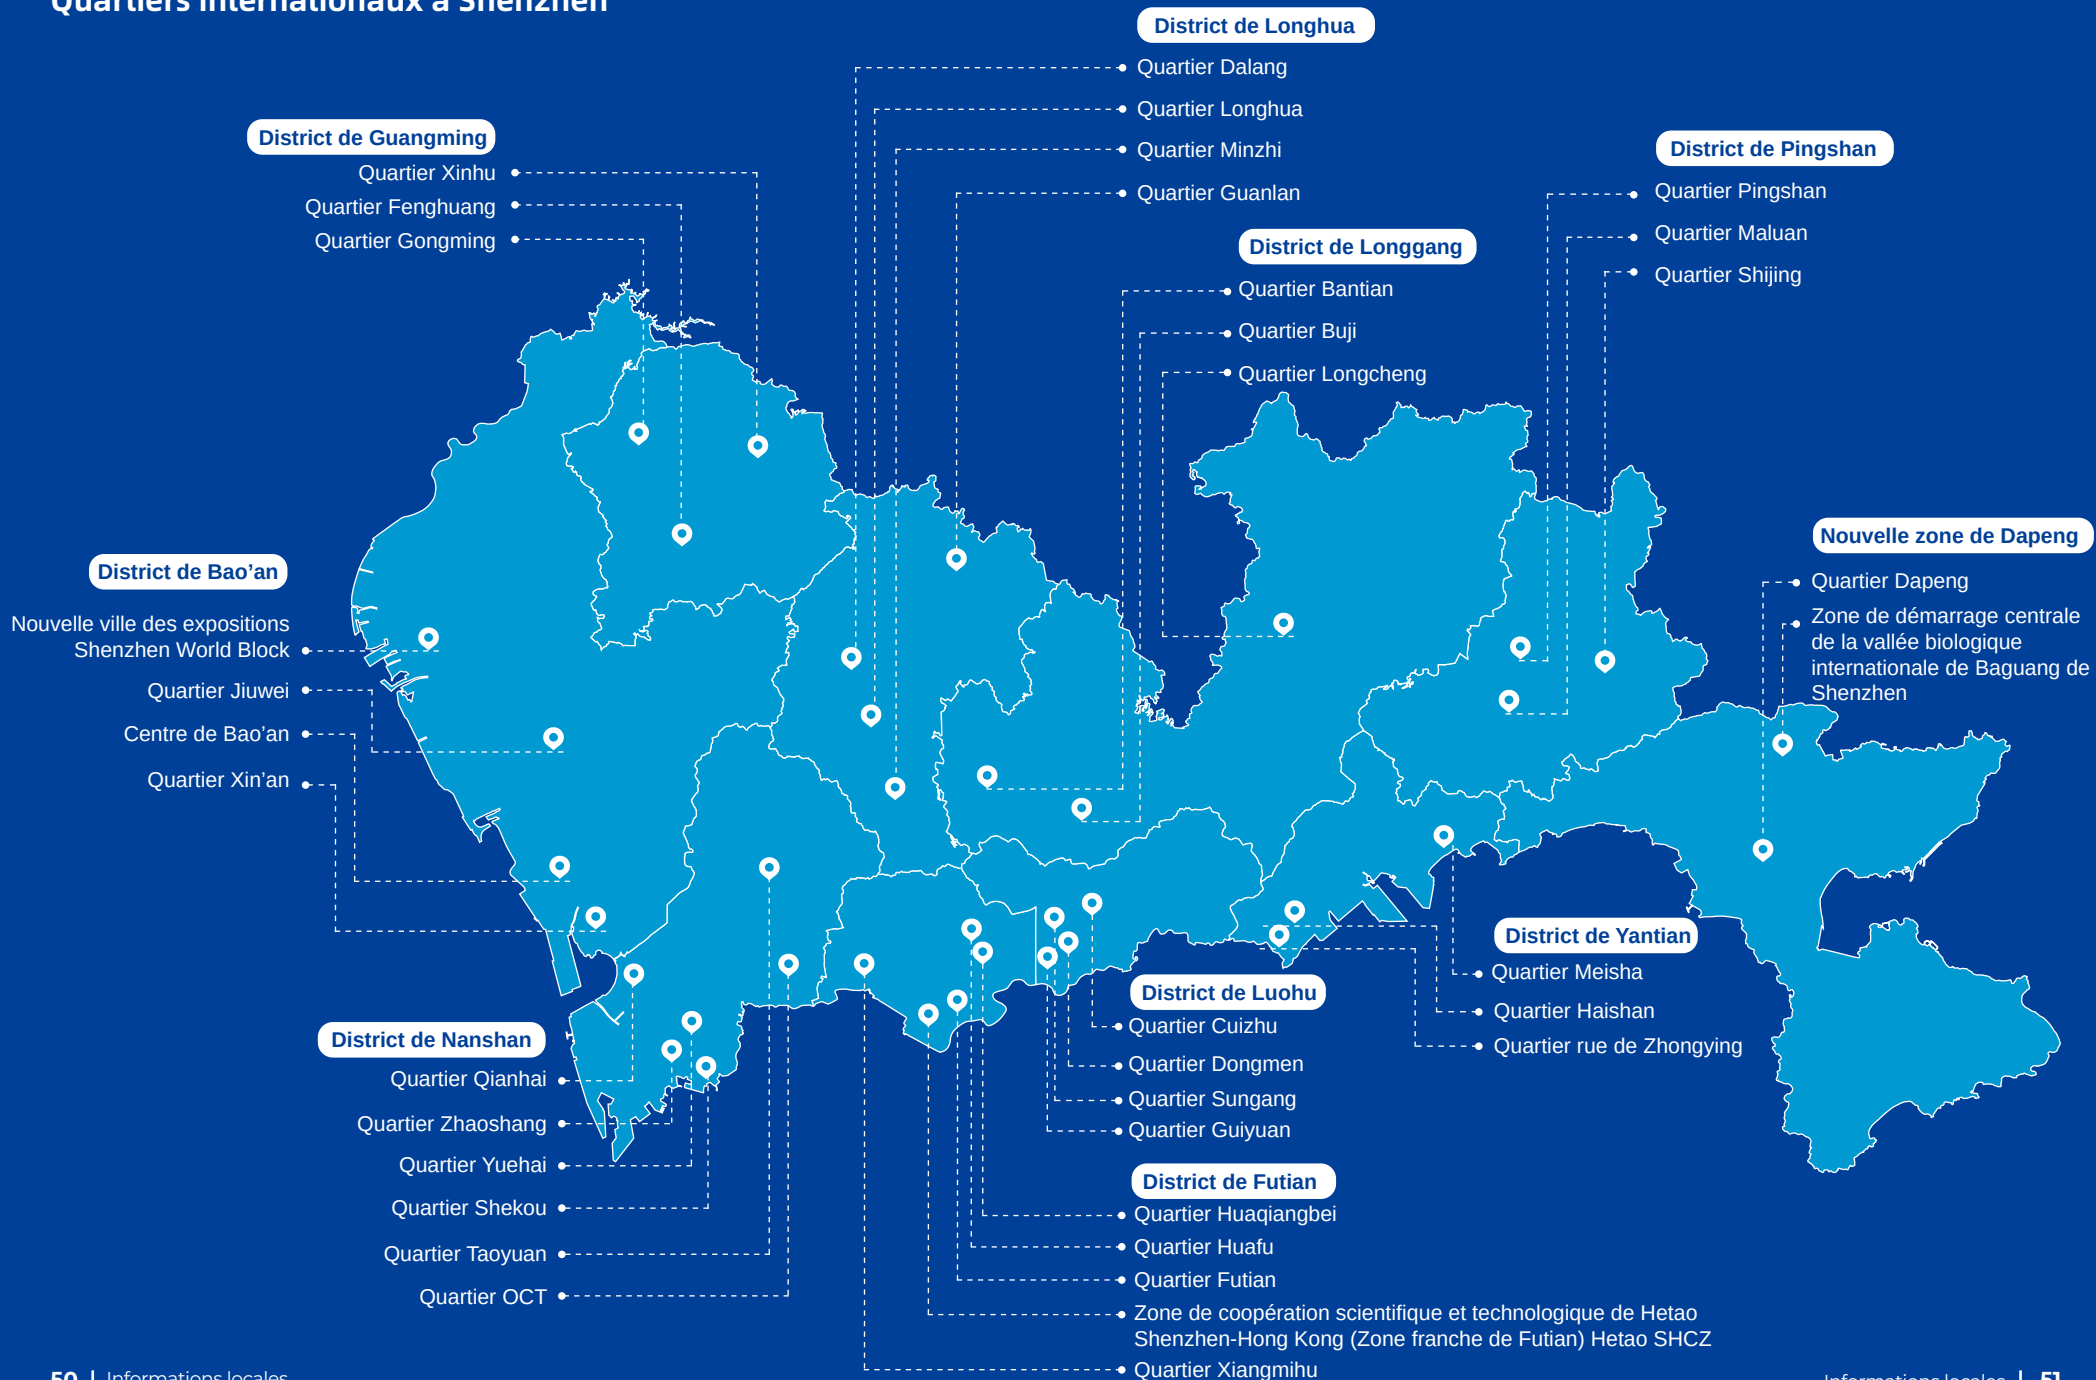 Quartiers internationaux à Shenzhen
District de Longhua
Quartier Dalang
Quartier Longhua
Quartier Minzhi
Quartier Guanlan
District de Guangming
Quartier Xinhu
Quartier Fenghuang
Quartier Gongming
District de Pingshan
Quartier Pingshan
Quartier Maluan
Quartier Shijing
District de Longgang
Quartier Bantian
Quartier Buji
Quartier Longcheng
Nouvelle zone de Dapeng
Quartier Dapeng
Zone de démarrage centrale
de la vallée biologique
internationale de Baguang de
Shenzhen
District de Bao’an
Nouvelle ville des expositions
Shenzhen World Block
Quartier Jiuwei
Centre de Bao’an
Quartier Xin’an
District de Yantian
Quartier Meisha
Quartier Haishan
Quartier rue de Zhongying
District de Luohu
Quartier Cuizhu
Quartier Dongmen
Quartier Sungang
Quartier Guiyuan
District de Nanshan
Quartier Qianhai
Quartier Zhaoshang
Quartier Yuehai
Quartier Shekou
Quartier Taoyuan
Quartier OCT
District de Futian
Quartier Huaqiangbei
Quartier Huafu
Quartier Futian
Zone de coopération scientifique et technologique de Hetao
Shenzhen-Hong Kong (Zone franche de Futian) Hetao SHCZ
Quartier Xiangmihu
50 | Informations locales
Informations locales | 51